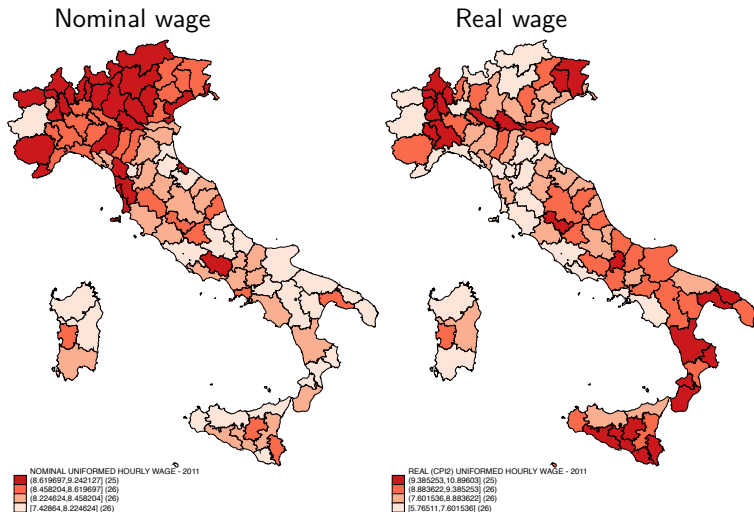 Nominal wage
Real wage
NOMINAL UNIFORMED HOURLY WAGE - 2011
(8.619697,9.242127] (25)
(8.458204,8.619697] (26)
(8.224624,8.458204] (26)
[7.42864,8.224624] (26)
REAL (CPI2) UNIFORMED HOURLY WAGE - 2011
(9.385253,10.89603] (25)
(8.883622,9.385253] (26)
(7.601536,8.883622] (26)
[5.76511,7.601536] (26)